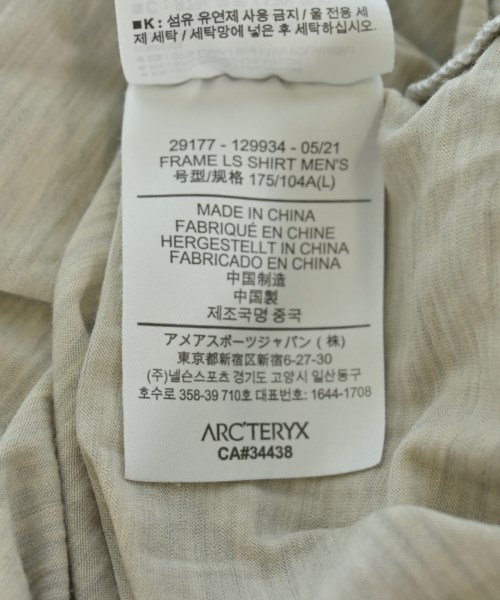 ■K : 섬유 유연제 사용 금지 / 울 전용 세
제 세탁 / 세탁망에 넣은 후 세탁하십시오.
29177 - 129934 - 05/21
FRAME LS SHIRT MEN'S
号型/规格 175/104A(L)
MADE IN CHINA
FABRIQUÉ EN CHINE
HERGESTELLT IN CHINA
FABRICADO EN CHINA
中国制造
中国製
제조국명 중국
アメアスポーツジャパン ( 株)
東京都新宿区新宿6-27-30
(주)넬슨스포츠 경기도 고양시 일산동구
호수로 358-39 710호 대표번호: 1644-1708
ARC'TERYX
CA#34438